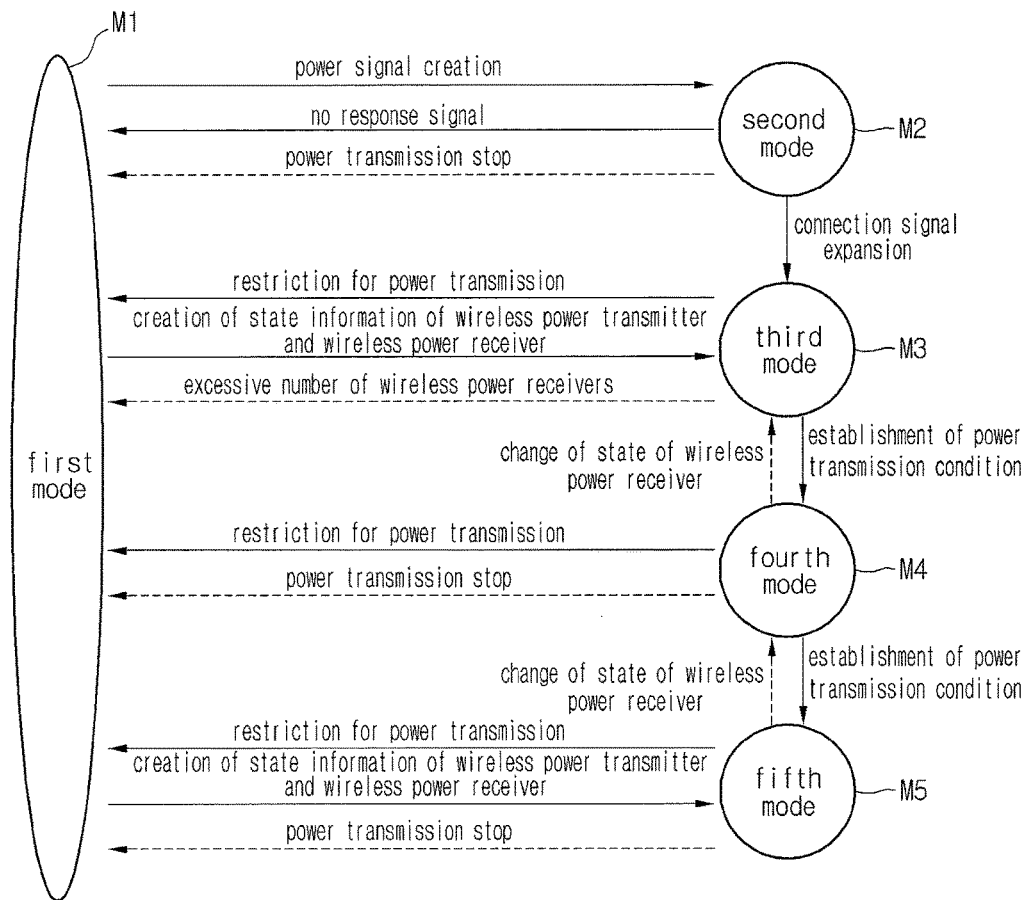 M1
power signal creation
no response signal
power transmission stop
second
mode
M2
connection signal
expansion
restriction for power transmission
creation of state information of wireless power transmitter
and wireless power receiver
excessive number of wireless power receivers
third
mode
M3
first
mode
change of state of wireless
power receiver
establishment of power
transmission condition
restriction for power transmission
power transmission stop
fourth
mode
M4
change of state of wireless
power receiver
establishment of power
transmission condition
restriction for power transmission
creation of state information of wireless power transmitter
and wireless power receiver
power transmission stop
fifth
mode
M5